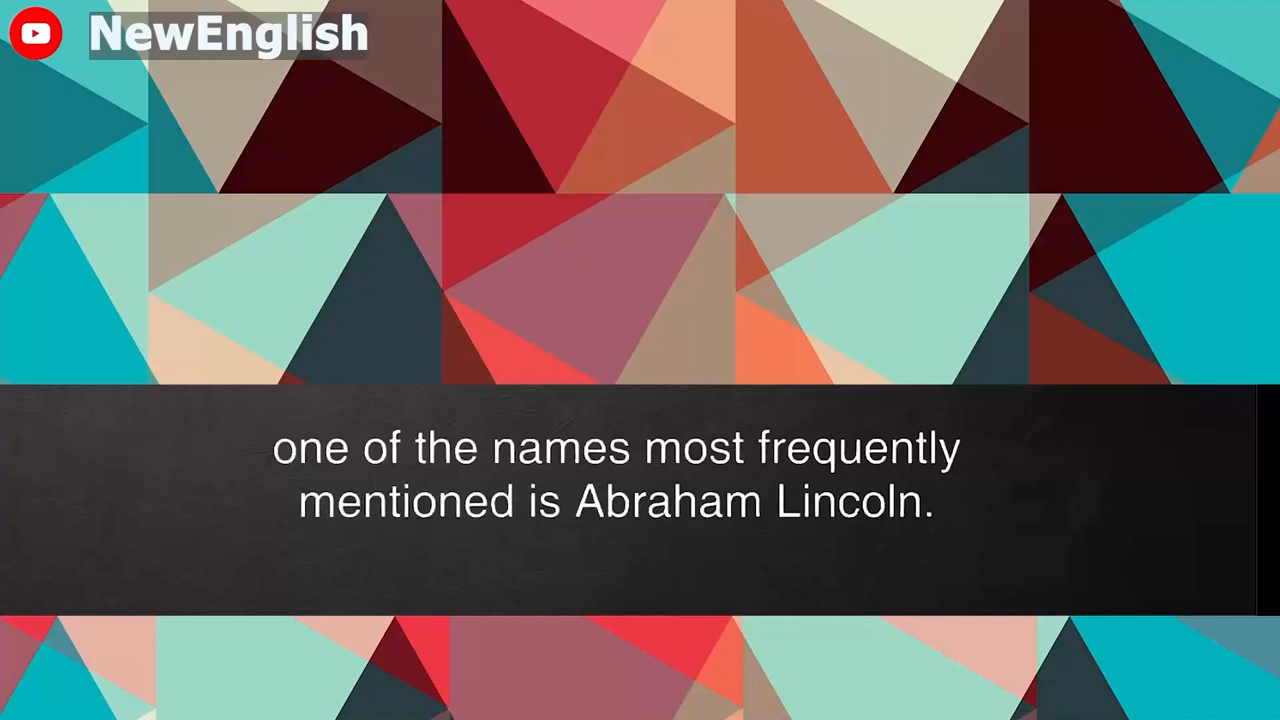 NewEnglish
one of the names most frequently
mentioned is Abraham Lincoln.